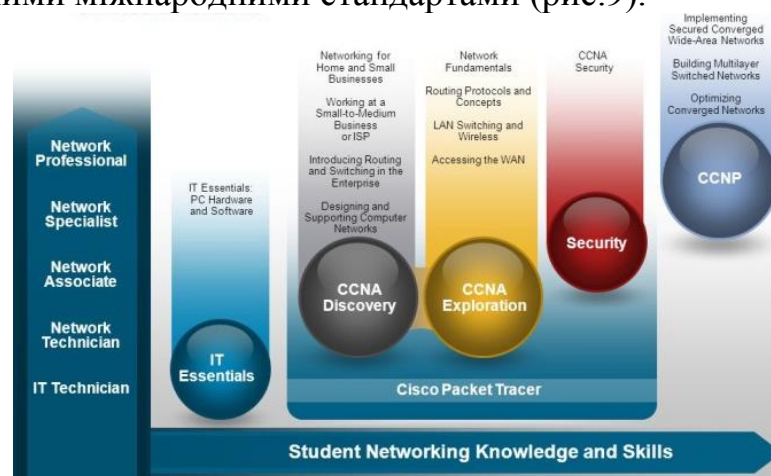 ними міжнародними стандартами (рис.9).
Network
Professional
Network
Specialist
Network
Associate
Network
Technician
IT Technician
IT Essentials:
PC Hardware
and Software
IT
Essentials
Networking for
Home and Small
Businesses
Working at a
Small-to-Medium
Business
or ISP
Introducing Routing
and Switching in the
Enterprise
Designing and
Supporting Computer
Networks
CCNA
Discovery
Network
Fundamentals
Routing Protocols and
Concepts
LAN Switching and
Wireless
Accessing the WAN
CCNA
Exploration
CCNA
Security
Security
Implementing
Secured Converged
Wide-Area Networks
Building Multilayer
Switched Networks
Optimizing
Converged Networks
CCNP
Cisco Packet Tracer
Student Networking Knowledge and Skills